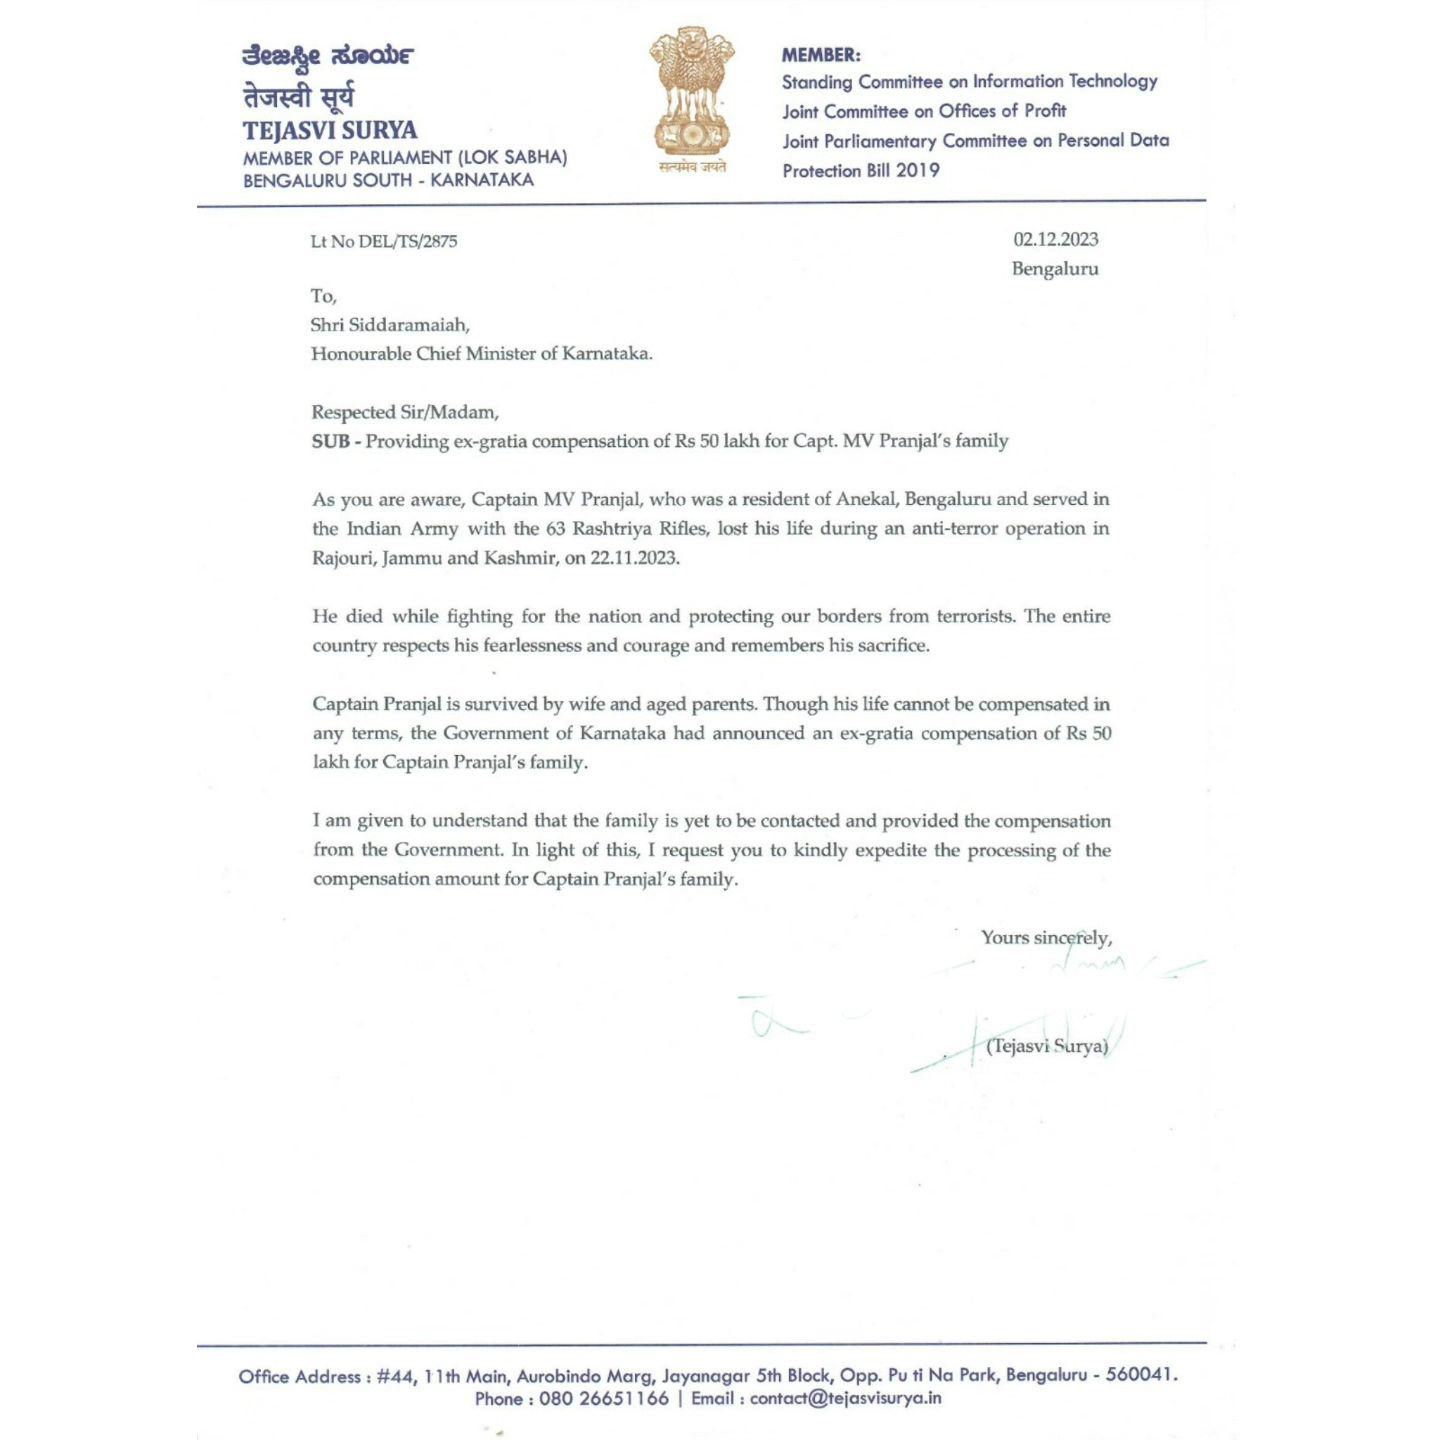 ತೇಜಸ್ವೀ ಸೂರ್ಯ
तेजस्वी सूर्य
TEJASVI SURYA
MEMBER OF PARLIAMENT (LOK SABHA)
BENGALURU SOUTH - KARNATAKA
सत्यमेव जयते
MEMBER:
Standing Committee on Information Technology
Joint Committee on Offices of Profit
Joint Parliamentary Committee on Personal Data
Protection Bill 2019
Lt No DEL/TS/2875
02.12.2023
Bengaluru
To,
Shri Siddaramaiah,
Honourable Chief Minister of Karnataka.
Respected Sir/Madam,
SUB - Providing ex-gratia compensation of Rs 50 lakh for Capt. MV Pranjal's family
As you are aware, Captain MV Pranjal, who was a resident of Anekal, Bengaluru and served in
the Indian Army with the 63 Rashtriya Rifles, lost his life during an anti-terror operation in
Rajouri, Jammu and Kashmir, on 22.11.2023.
He died while fighting for the nation and protecting our borders from terrorists. The entire
country respects his fearlessness and courage and remembers his sacrifice.
Captain Pranjal is survived by wife and aged parents. Though his life cannot be compensated in
any terms, the Government of Karnataka had announced an ex-gratia compensation of Rs 50
lakh for Captain Pranjal's family.
I am given to understand that the family is yet to be contacted and provided the compensation
from the Government. In light of this, I request you to kindly expedite the processing of the
compensation amount for Captain Pranjal's family.
Yours sincerely,
(Tejasvi Surya)
Office Address : #44, 11th Main, Aurobindo Marg, Jayanagar 5th Block, Opp. Pu ti Na Park, Bengaluru - 560041.
Phone : 080 26651166 | Email : contact@tejasvisurya.in